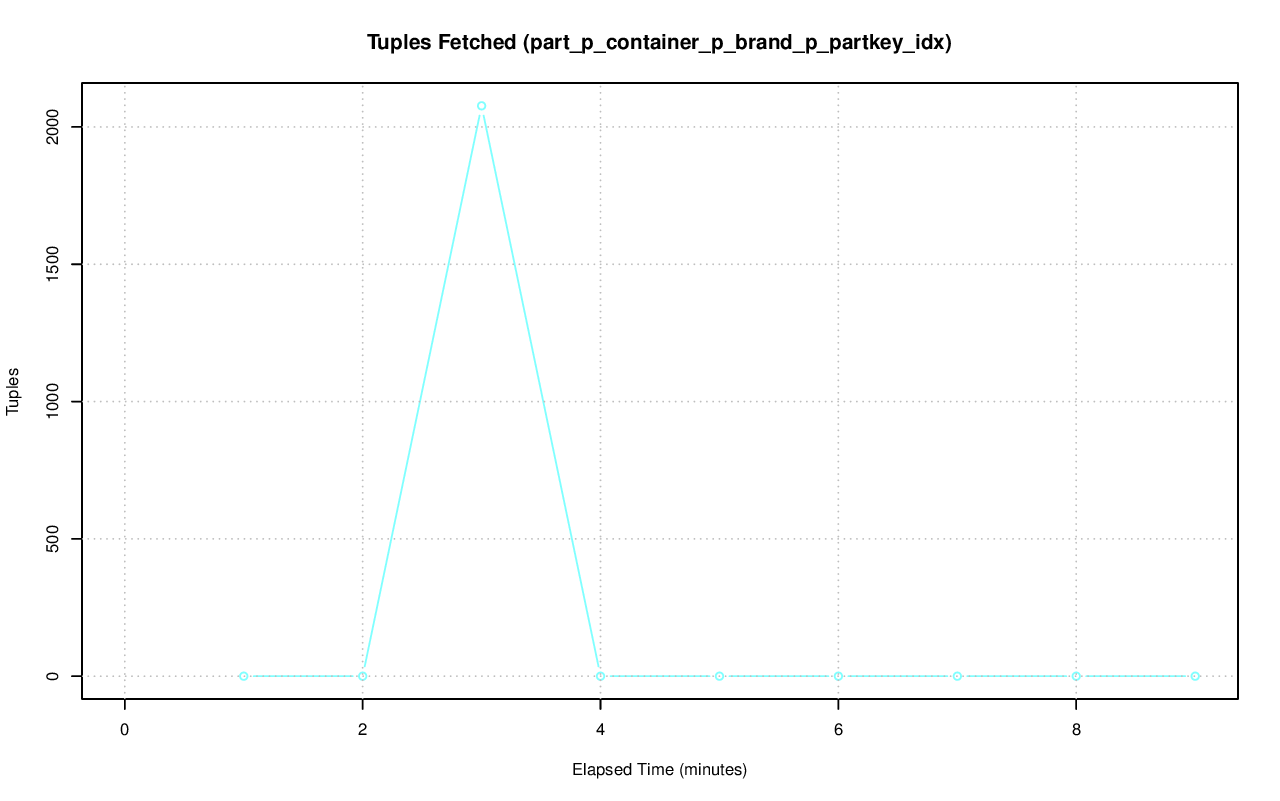 Tuples Fetched (part_p_container_p_brand_p_partkey_idx)
2000
1500
1000
500
0
Tuples
0 2 4 6 8
Elapsed Time (minutes)